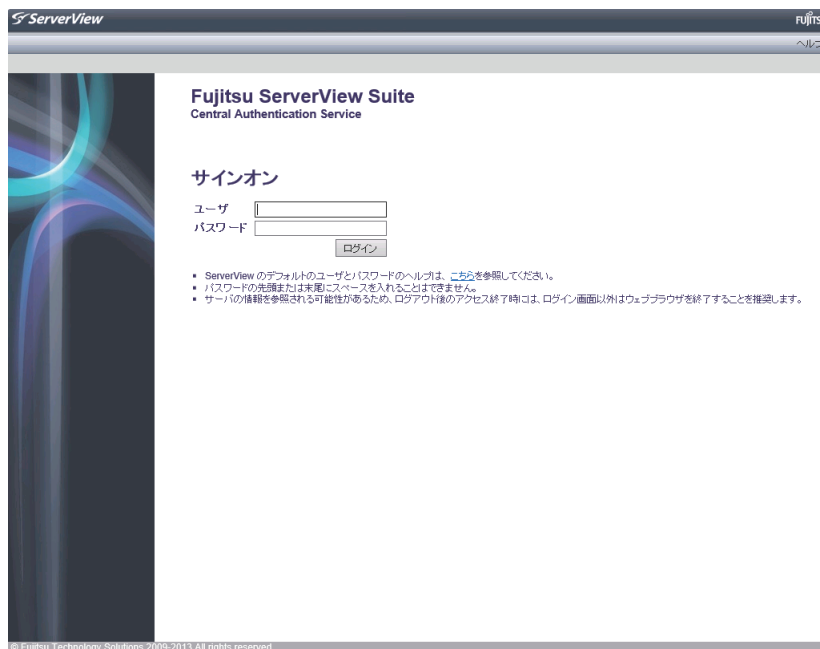 ServerView
ヘルプ
Fujitsu ServerView Suite
Central Authentication Service
サインオン
ユーザ
パスワード
ログイン
ServerView のデフォルトのユーザとパスワードのヘルプは、こちらを参照してください。
パスワードの先頭または末尾にスペースを入れることはできません。
サーバの情報を参照される可能性があるため、ログアウト後のアクセス終了時には、ログイン画面以外はウェブブラウザを終了することを推奨します。
© Fujitsu Technology Solutions 2009-2013 All rights reserved